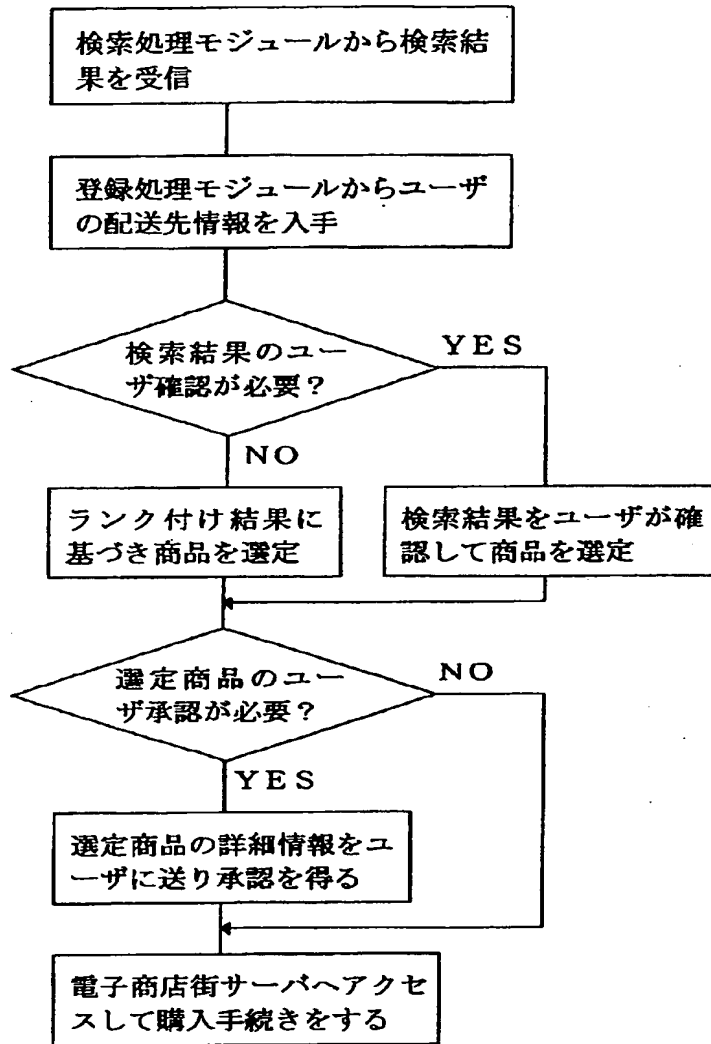 検索処理モジュールから検索結
果を受信
登録処理モジュールからユーザ
の配送先情報を入手
検索結果のユー
ザ確認が必要？
YES
NO
ランク付け結果に
基づき商品を選定
検索結果をユーザが確
認して商品を選定
選定商品のユー
ザ承認が必要？
NO
YES
選定商品の詳細情報をユ
ーザに送り承認を得る
電子商店街サーバへアクセ
スして購入手続きをする